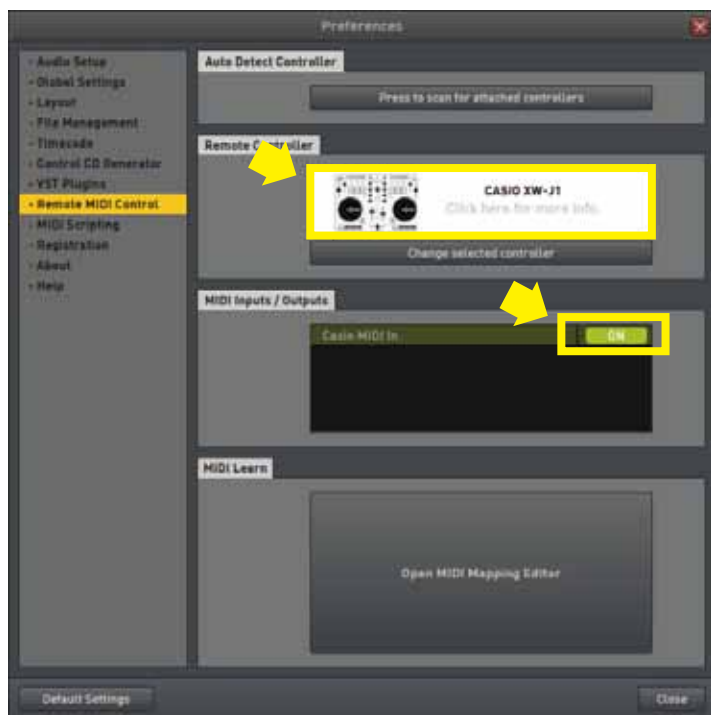 Preferences
- Audio Setup
- Global Settings
- Layout
- File Management
- Timecode
- Control CD Generator
- VST Plugins
- Remote MIDI Control
- MIDI Scripting
- Registration
- About
- Help
Auto Detect Controller
Press to scan for attached controllers
Remote Controller
CASIO XW-J1
Click here for more info.
Change selected controller
MIDI Inputs / Outputs
Casio MIDI In
ON
MIDI Learn
Open MIDI Mapping Editor
Default Settings
Close